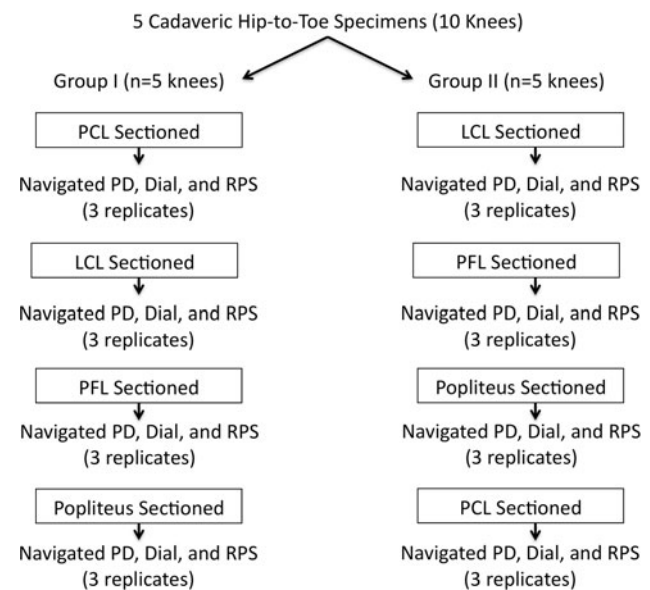 5 Cadaveric Hip-to-Toe Specimens (10 Knees)
Group I (n=5 knees)
PCL Sectioned
Navigated PD, Dial, and RPS
(3 replicates)
LCL Sectioned
Navigated PD, Dial, and RPS
(3 replicates)
PFL Sectioned
Navigated PD, Dial, and RPS
(3 replicates)
Popliteus Sectioned
Navigated PD, Dial, and RPS
(3 replicates)
Group II (n=5 knees)
LCL Sectioned
Navigated PD, Dial, and RPS
(3 replicates)
PFL Sectioned
Navigated PD, Dial, and RPS
(3 replicates)
Popliteus Sectioned
Navigated PD, Dial, and RPS
(3 replicates)
PCL Sectioned
Navigated PD, Dial, and RPS
(3 replicates)